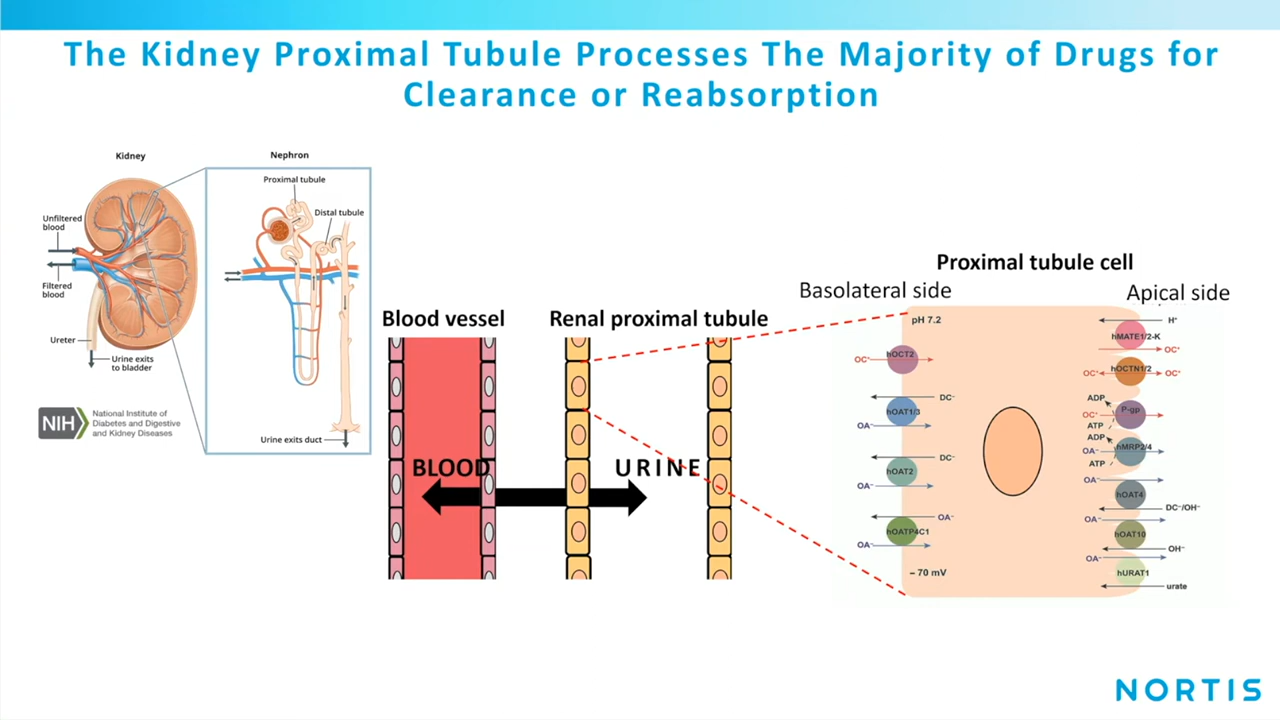 The Kidney Proximal Tubule Processes The Majority of Drugs for
Clearance or Reabsorption
Kidney
Nephron
Proximal tubule
Distal tubule
Unfiltered
blood
Filtered
blood
Ureter
Urine exits
to bladder
Urine exits duct
NIH
National Institute of
Diabetes and Digestive
and Kidney Diseases
Blood vessel
Renal proximal tubule
BLOOD
URINE
Proximal tubule cell
Basolateral side
Apical side
pH 7.2
hOCT2
OC⁺
DC⁻
hOAT1/3
OA⁻
DC⁻
hOAT2
OA⁻
OA⁻
hOATP4C1
OA⁻
– 70 mV
H⁺
hMATE1/2-K
OC⁺
hOCTN1/2
OC⁺
OC⁺
ADP
P-gp
OC⁺
ATP
ADP
hMRP2/4
OA⁻
ATP
OA⁻
hOAT4
DC⁻/OH⁻
OA⁻
hOAT10
OH⁻
OA⁻
hURAT1
urate
NORTIS